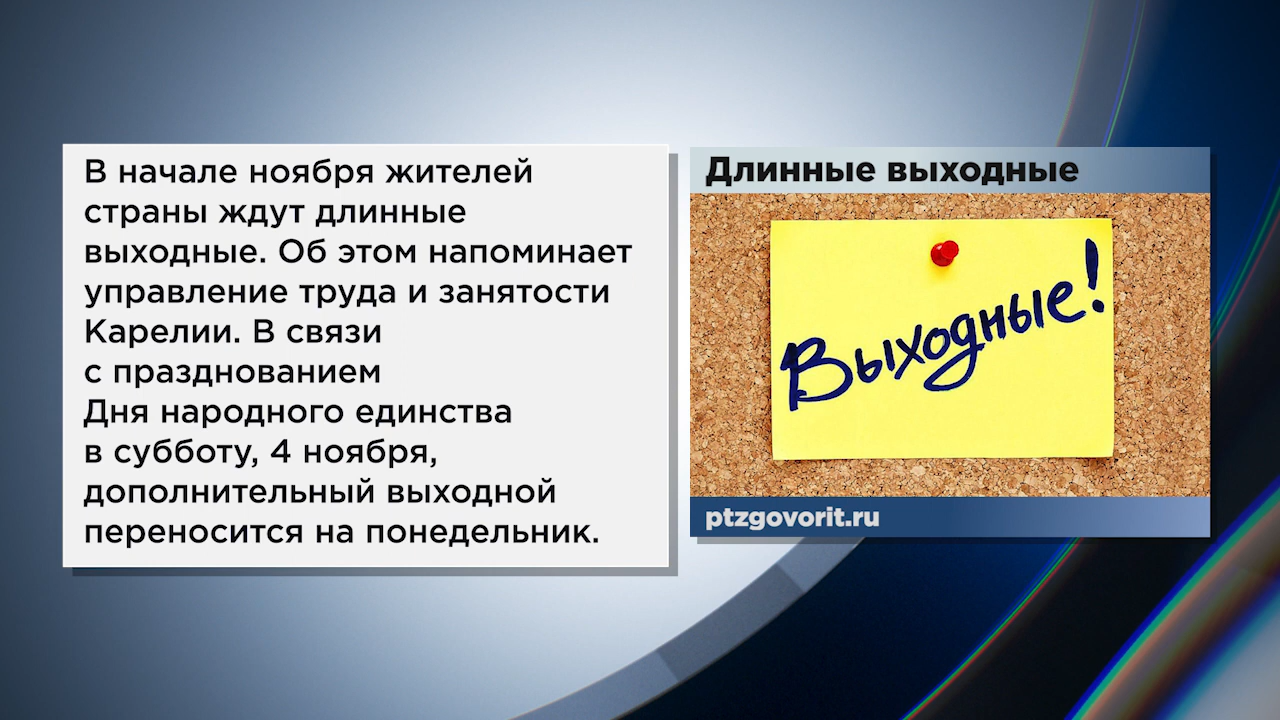 В начале ноября жителей
страны ждут длинные
выходные. Об этом напоминает
управление труда и занятости
Карелии. В связи
с празднованием
Дня народного единства
в субботу, 4 ноября,
дополнительный выходной
переносится на понедельник.
Длинные выходные
Выходные!
ptzgovorit.ru